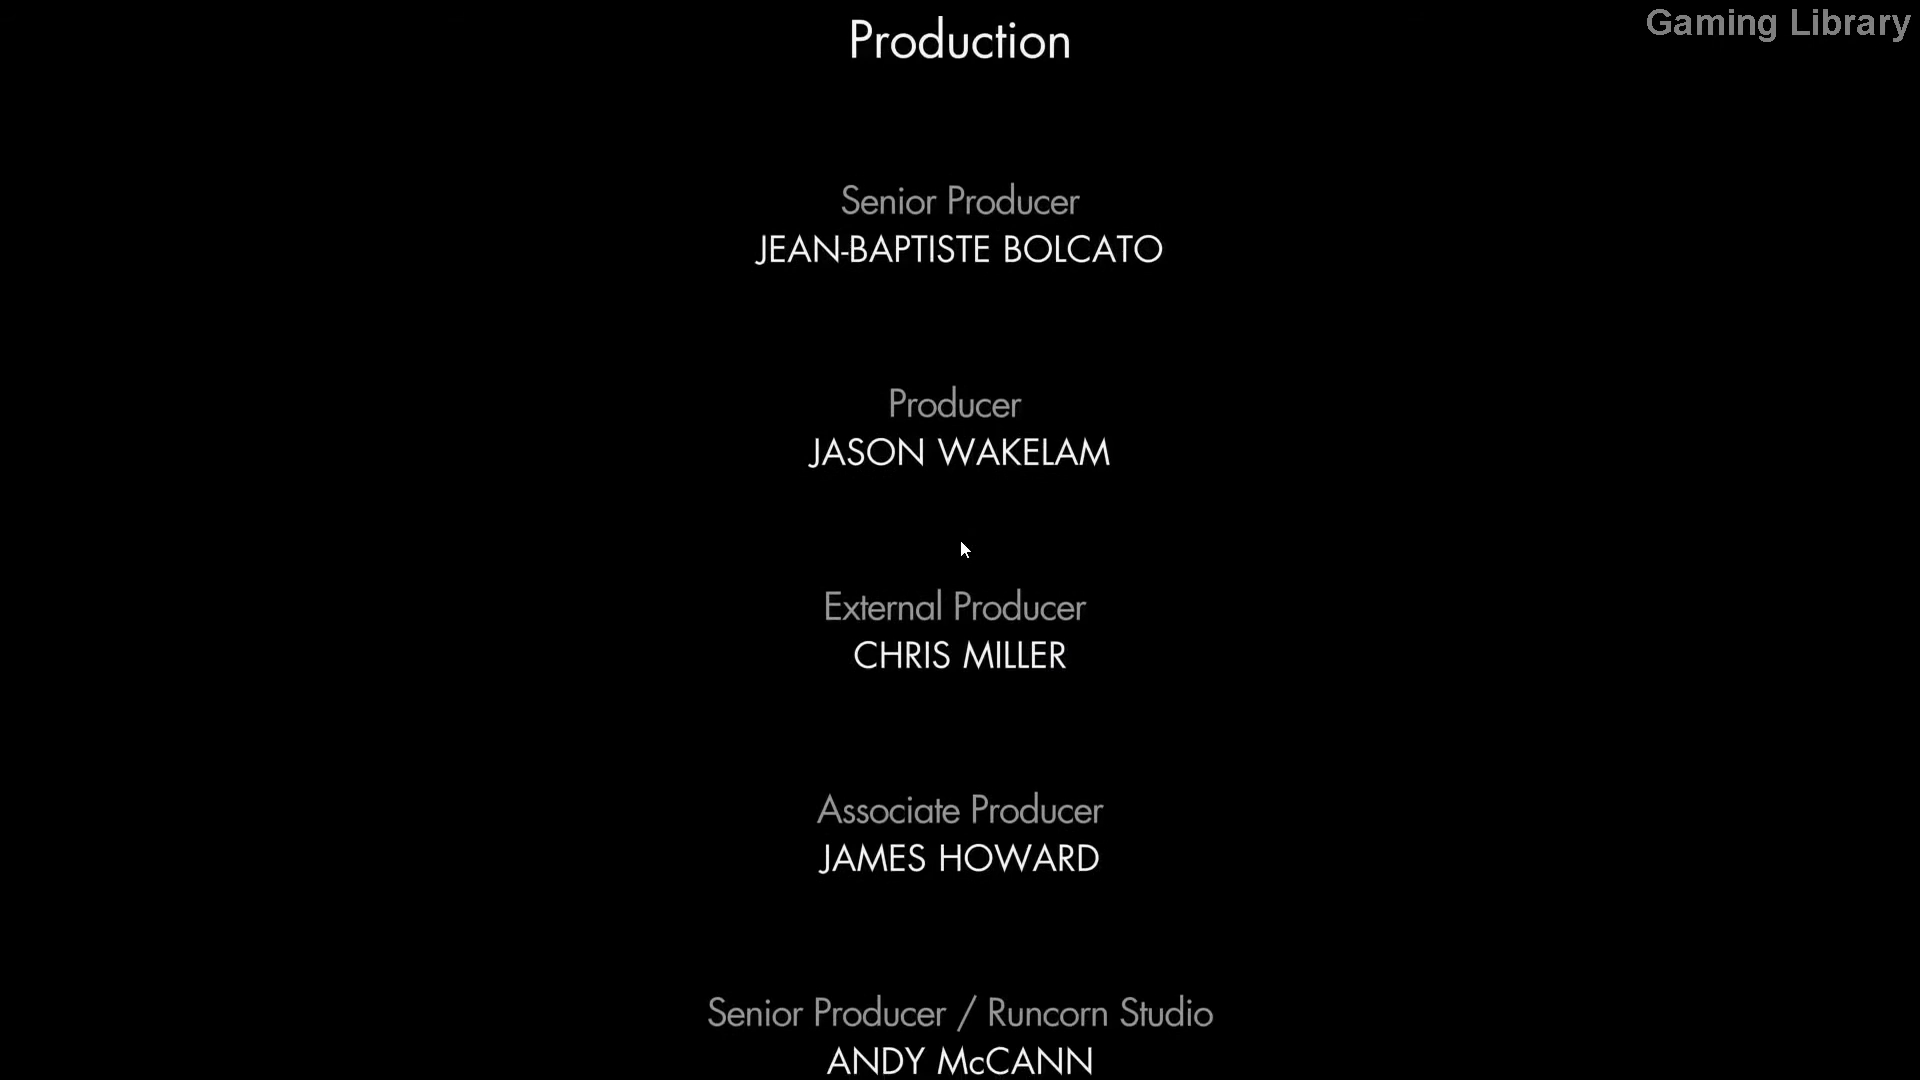 Gaming Library
Production
Senior Producer
JEAN-BAPTISTE BOLCATO
Producer
JASON WAKELAM
External Producer
CHRIS MILLER
Associate Producer
JAMES HOWARD
Senior Producer / Runcorn Studio
ANDY McCANN